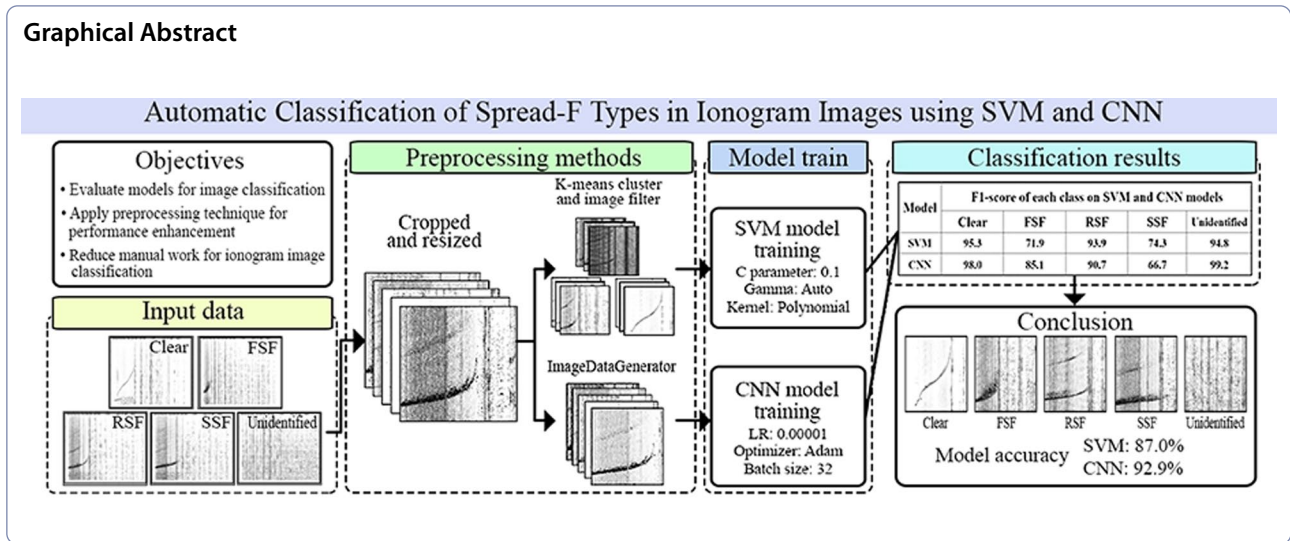 Graphical Abstract
Automatic Classification of Spread-F Types in Ionogram Images using SVM and CNN
Objectives
• Evaluate models for image classification
• Apply preprocessing technique for
performance enhancement
• Reduce manual work for ionogram image
classification
Input data
Clear
FSF
RSF
SSF
Unidentified
Preprocessing methods
Cropped
and resized
K-means cluster
and image filter
ImageDataGenerator
Model train
SVM model
training
C parameter: 0.1
Gamma: Auto
Kernel: Polynomial
CNN model
training
LR: 0.00001
Optimizer: Adam
Batch size: 32
Classification results
Model
F1-score of each class on SVM and CNN models
Clear FSF RSF SSF Unidentified
SVM 95.3 71.9 93.9 74.3 94.8
CNN 98.0 85.1 90.7 66.7 99.2
Conclusion
Clear FSF RSF SSF Unidentified
Model accuracy
SVM: 87.0%
CNN: 92.9%